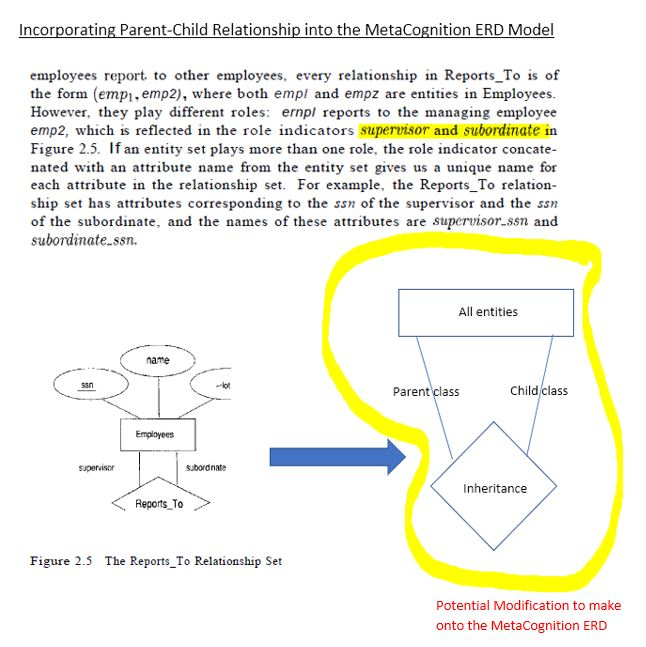 Incorporating Parent-Child Relationship into the MetaCognition ERD Model
employees report to other employees, every relationship in Reports_To is of
the form (emp1, emp2), where both empl and empz are entities in Employees.
However, they play different roles: ernpl reports to the managing employee
emp2, which is reflected in the role indicators supervisor and subordinate in
Figure 2.5. If an entity set plays more than one role, the role indicator concate-
nated with an attribute name from the entity set gives us a unique name for
each attribute in the relationship set. For example, the Reports_To relation-
ship set has attributes corresponding to the ssn of the supervisor and the ssn
of the subordinate, and the names of these attributes are supervisor_ssn and
subordinate_ssn.
name
ssn
--lot
Employees
supervisor
subordinate
Reports_To
Figure 2.5 The Reports_To Relationship Set
All entities
Parent class
Child class
Inheritance
Potential Modification to make
onto the MetaCognition ERD